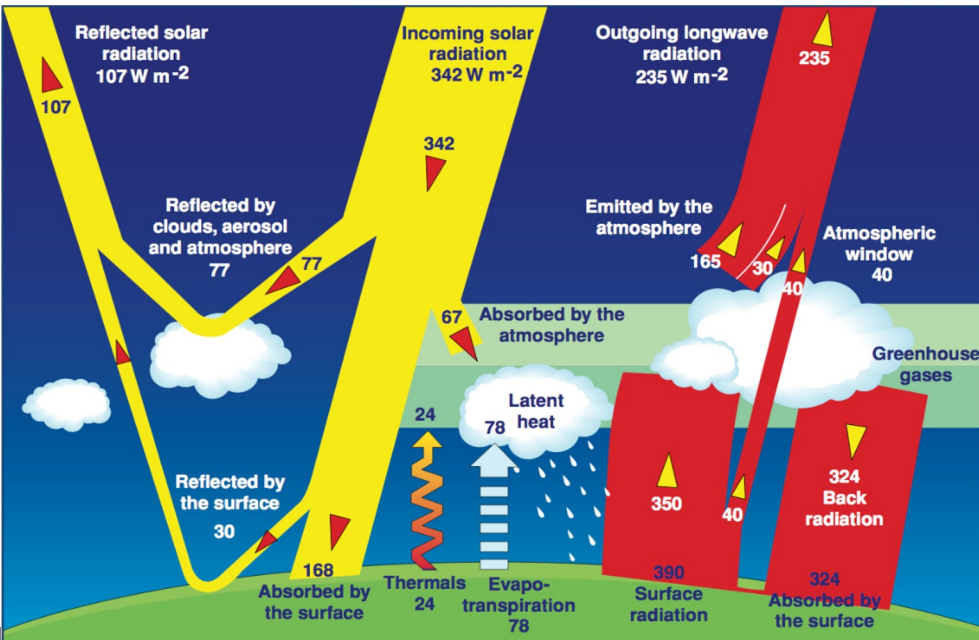 Reflected solar
radiation
107 W m-2
107
Incoming solar
radiation
342 W m-2
342
Outgoing longwave
radiation
235 W m-2
235
Reflected by
clouds, aerosol
and atmosphere
77
77
Emitted by the
atmosphere
165
30
40
Atmospheric
window
40
67
Absorbed by the
atmosphere
Greenhouse
gases
24
78
Latent
heat
Reflected by
the surface
30
350
40
324
Back
radiation
168
Absorbed by
the surface
Thermals
24
Evapo-
transpiration
78
390
Surface
radiation
324
Absorbed by
the surface